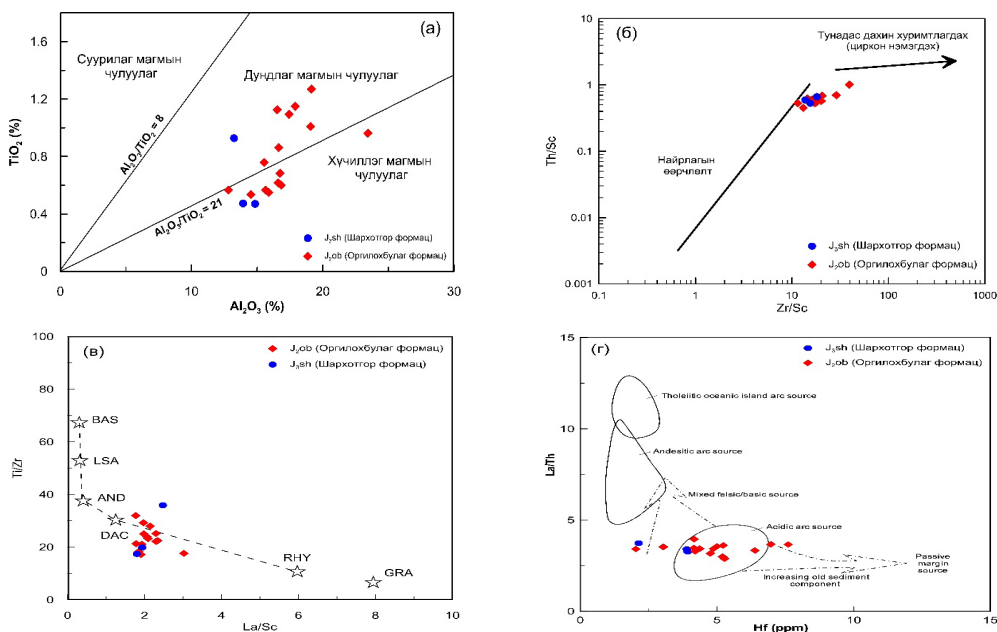 (а)
Суурилаг магмын
чулуулаг
Дундлаг магмын чулуулаг
Хүчиллэг магмын
чулуулаг
Al₂O₃/TiO₂ = 8
Al₂O₃/TiO₂ = 21
J₃sh (Шархотгор формац)
J₂ob (Оргилохбулаг формац)
TiO₂ (%)
1.6
1.2
0.8
0.4
0
0
10
20
30
Al₂O₃ (%)
(б)
Тунадас дахин хуримтлагдах
(циркон нэмэгдэх)
Найрлагын
өөрчлөлт
J₃sh (Шархотгор формац)
J₂ob (Оргилохбулаг формац)
Th/Sc
10
1
0.1
0.01
0.001
0.1
1
10
100
1000
Zr/Sc
(в)
J₂ob (Оргилохбулаг формац)
J₃sh (Шархотгор формац)
BAS
LSA
AND
DAC
RHY
GRA
Ti/Zr
100
80
60
40
20
0
0
2
4
6
8
10
La/Sc
(г)
J₃sh (Шархотгор формац)
J₂ob (Оргилохбулаг формац)
Tholeiitic oceanic island arc source
Andesitic arc source
Mixed felsic/basic source
Acidic arc source
Passive
margin
source
Increasing old sediment
component
La/Th
15
10
5
0
0
5
10
15
Hf (ppm)